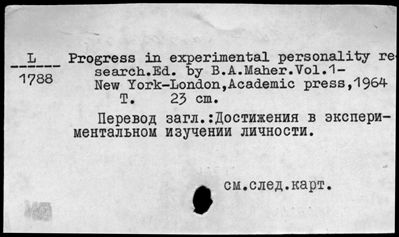 L Progress in experimental personality re-
1788 search.Ed. by B.A.Maher.Vol.1-
New York-London,Academic press,1964
Т. 23 cm.
Перевод загл.:Достижения в экспери-
ментальном изучении личности.
см.след.карт.